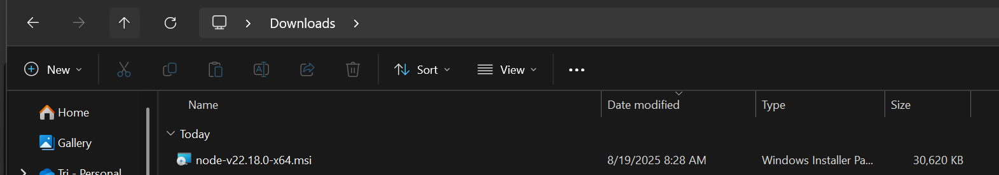 Downloads
New Sort View
Name Date modified Type Size
Home
Today
Gallery
node-v22.18.0-x64.msi 8/19/2025 8:28 AM Windows Installer Pa... 30,620 KB
Tri - Personal